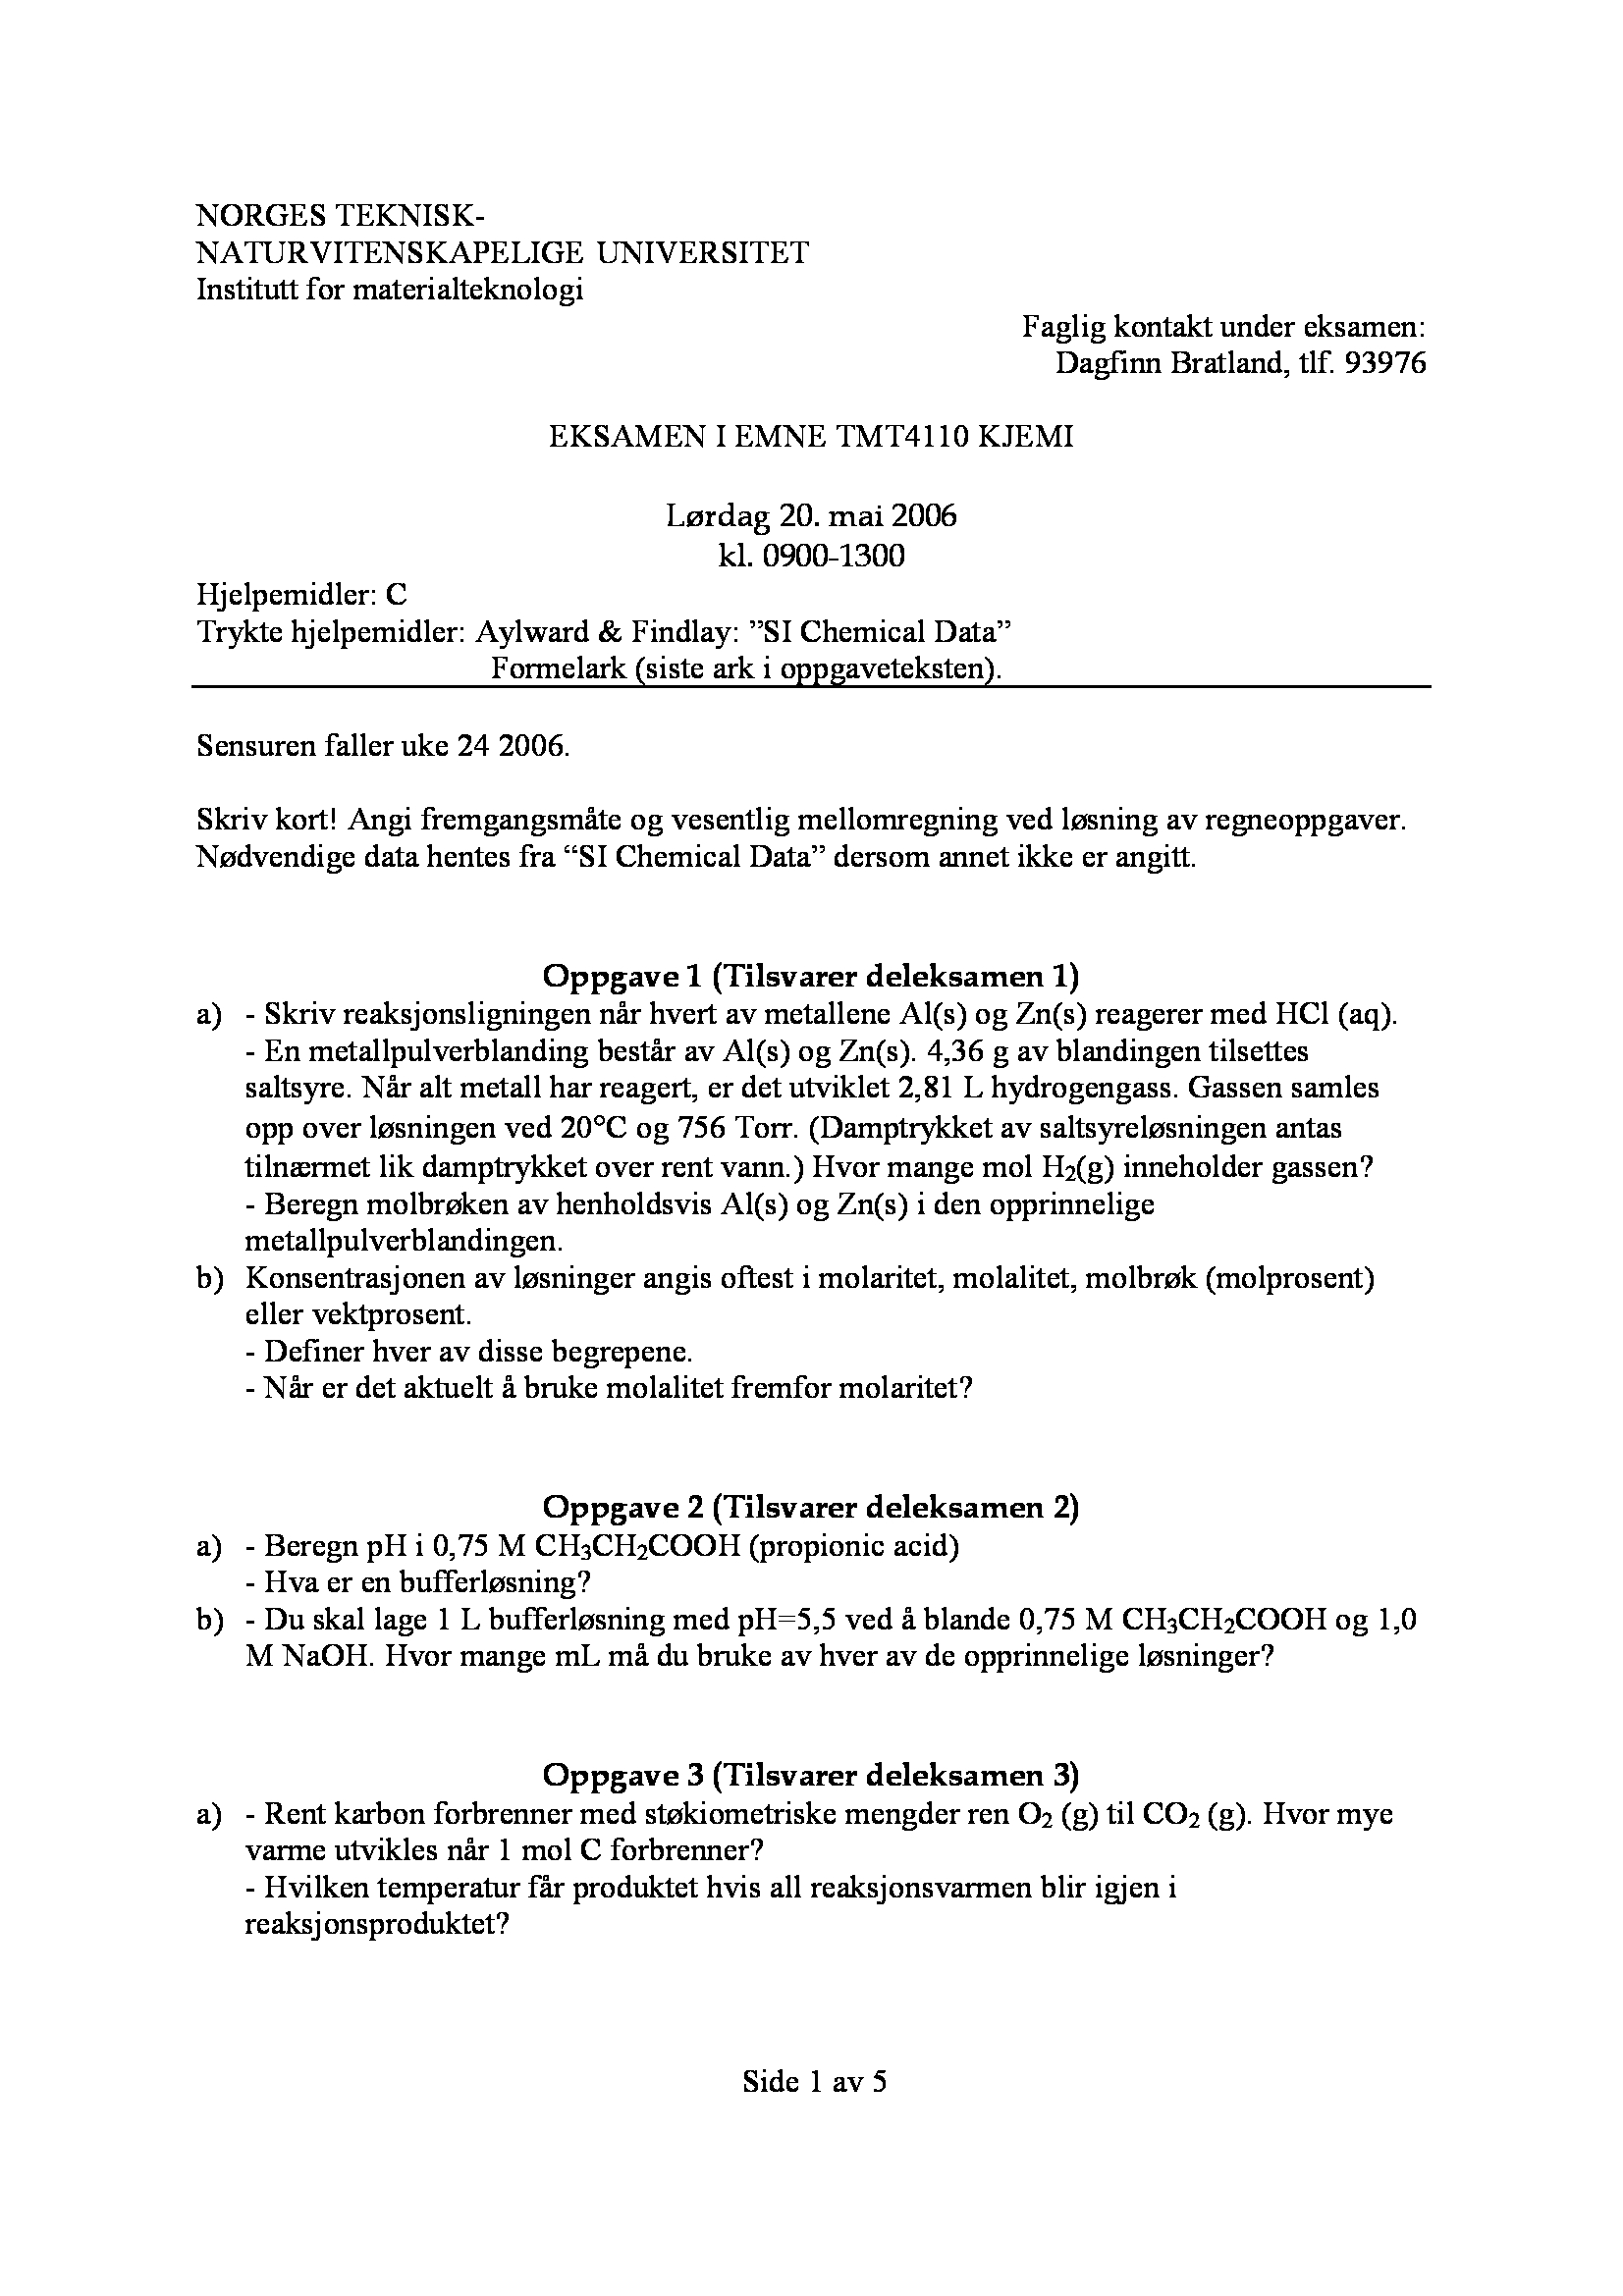 NORGES TEKNISK-
NATURVITENSKAPELIGE UNIVERSITET
Institutt for materialteknologi
Faglig kontakt under eksamen:
Dagfinn Bratland, tlf. 93976
EKSAMEN I EMNE TMT4110 KJEMI
Lørdag 20. mai 2006
kl. 0900-1300
Hjelpemidler: C
Trykte hjelpemidler: Aylward & Findlay: ”SI Chemical Data”
Formelark (siste ark i oppgaveteksten).
Sensuren faller uke 24 2006.
Skriv kort! Angi fremgangsmåte og vesentlig mellomregning ved løsning av regneoppgaver.
Nødvendige data hentes fra “SI Chemical Data” dersom annet ikke er angitt.
Oppgave 1 (Tilsvarer deleksamen 1)
a) - Skriv reaksjonsligningen når hvert av metallene Al(s) og Zn(s) reagerer med HCl (aq).
- En metallpulverblanding består av Al(s) og Zn(s). 4,36 g av blandingen tilsettes
saltsyre. Når alt metall har reagert, er det utviklet 2,81 L hydrogengass. Gassen samles
opp over løsningen ved 20°C og 756 Torr. (Damptrykket av saltsyreløsningen antas
tilnærmet lik damptrykket over rent vann.) Hvor mange mol H2(g) inneholder gassen?
- Beregn molbrøken av henholdsvis Al(s) og Zn(s) i den opprinnelige
metallpulverblandingen.
b) Konsentrasjonen av løsninger angis oftest i molaritet, molalitet, molbrøk (molprosent)
eller vektprosent.
- Definer hver av disse begrepene.
- Når er det aktuelt å bruke molalitet fremfor molaritet?
Oppgave 2 (Tilsvarer deleksamen 2)
a) - Beregn pH i 0,75 M CH3CH2COOH (propionic acid)
- Hva er en bufferløsning?
b) - Du skal lage 1 L bufferløsning med pH=5,5 ved å blande 0,75 M CH3CH2COOH og 1,0
M NaOH. Hvor mange mL må du bruke av hver av de opprinnelige løsninger?
Oppgave 3 (Tilsvarer deleksamen 3)
a) - Rent karbon forbrenner med støkiometriske mengder ren O2 (g) til CO2 (g). Hvor mye
varme utvikles når 1 mol C forbrenner?
- Hvilken temperatur får produktet hvis all reaksjonsvarmen blir igjen i
reaksjonsproduktet?
Side 1 av 5